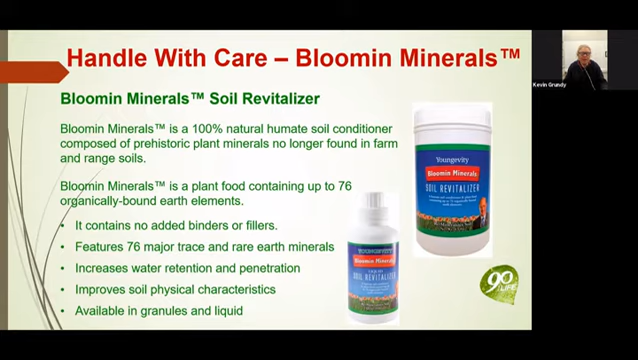 Handle With Care – Bloomin Minerals™
Kevin Grundy
Bloomin Minerals™ Soil Revitalizer
Bloomin Minerals™ is a 100% natural humate soil conditioner
composed of prehistoric plant minerals no longer found in farm
and range soils.
Bloomin Minerals™ is a plant food containing up to 76
organically-bound earth elements.
• It contains no added binders or fillers.
• Features 76 major trace and rare earth minerals
• Increases water retention and penetration
• Improves soil physical characteristics
• Available in granules and liquid
Youngevity
Bloomin Minerals
SOIL REVITALIZER
YOUNGEVITY
Bloomin Minerals
LIQUID
SOIL REVITALIZER
90
LIFE